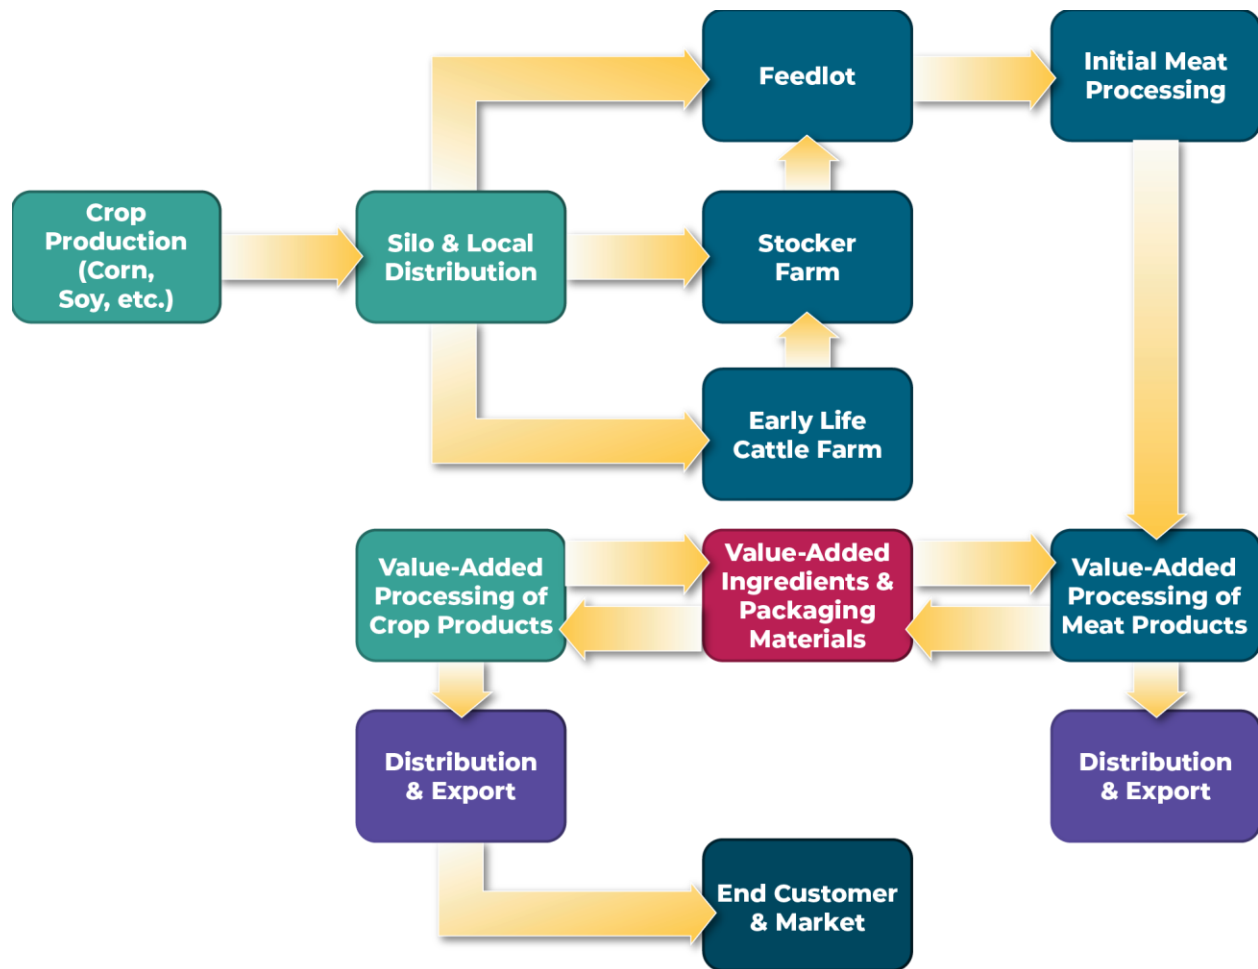 Feedlot
Initial Meat
Processing
Crop
Production
(Corn,
Soy, etc.)
Silo & Local
Distribution
Stocker
Farm
Early Life
Cattle Farm
Value-Added
Processing of
Crop Products
Value-Added
Ingredients &
Packaging
Materials
Value-Added
Processing of
Meat Products
Distribution
& Export
Distribution
& Export
End Customer
& Market